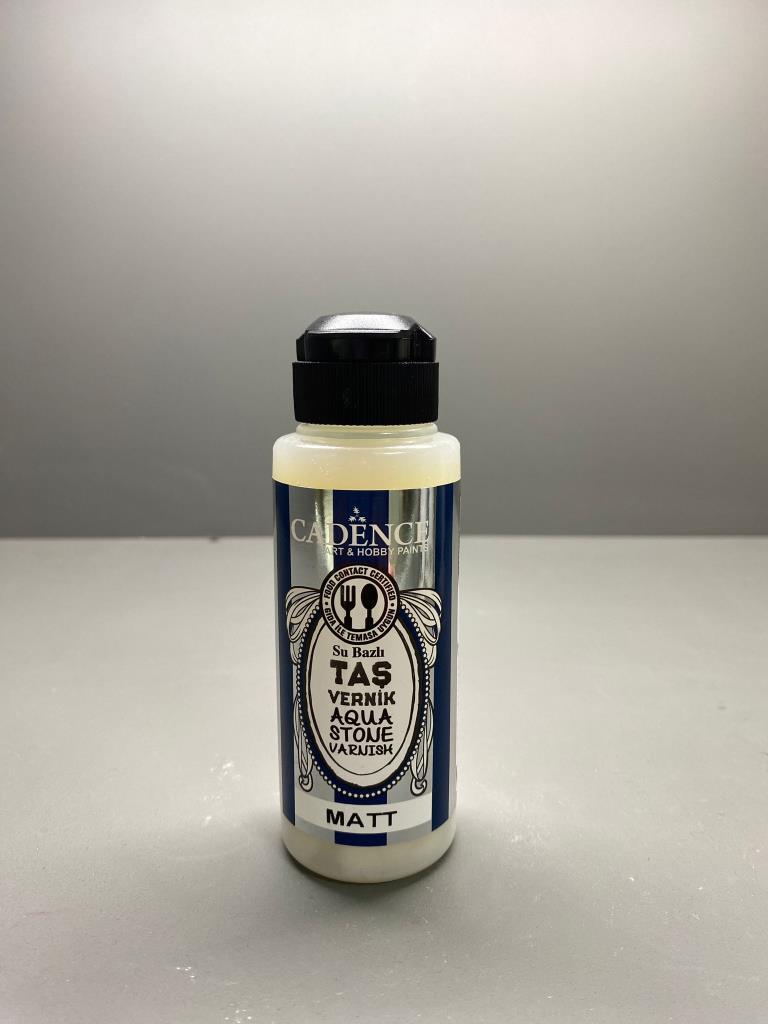 CADENCE
ART & HOBBY PAINTS
FOOD CONTACT CERTIFIED
GIDA İLE TEMASA UYGUN
Su Bazlı
TAŞ
VERNİK
AQUA
STONE
VARNISH
MATT